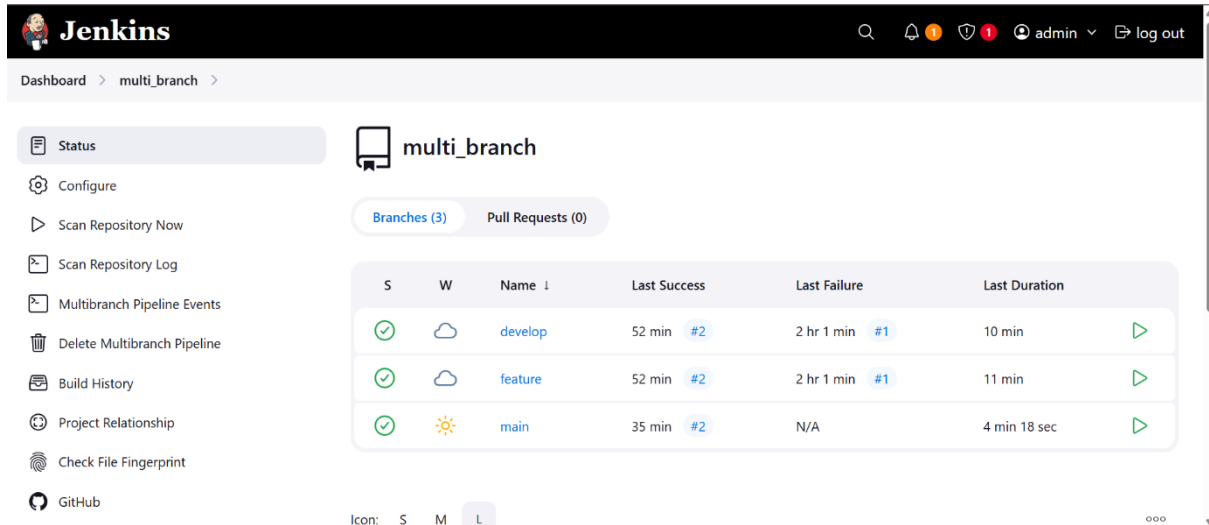 Jenkins
1 1 admin log out
Dashboard > multi_branch >
Status
Configure
Scan Repository Now
Scan Repository Log
Multibranch Pipeline Events
Delete Multibranch Pipeline
Build History
Project Relationship
Check File Fingerprint
GitHub
multi_branch
Branches (3) Pull Requests (0)
S W Name ↓ Last Success Last Failure Last Duration
develop 52 min #2 2 hr 1 min #1 10 min
feature 52 min #2 2 hr 1 min #1 11 min
main 35 min #2 N/A 4 min 18 sec
Icon: S M L